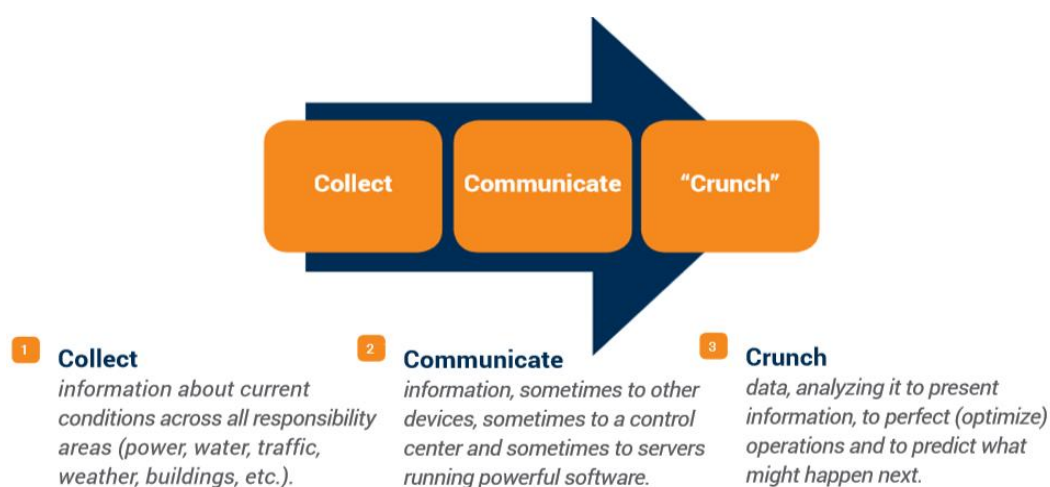 Collect
Communicate
“Crunch”
1
Collect
information about current
conditions across all responsibility
areas (power, water, traffic,
weather, buildings, etc.).
2
Communicate
information, sometimes to other
devices, sometimes to a control
center and sometimes to servers
running powerful software.
3
Crunch
data, analyzing it to present
information, to perfect (optimize)
operations and to predict what
might happen next.